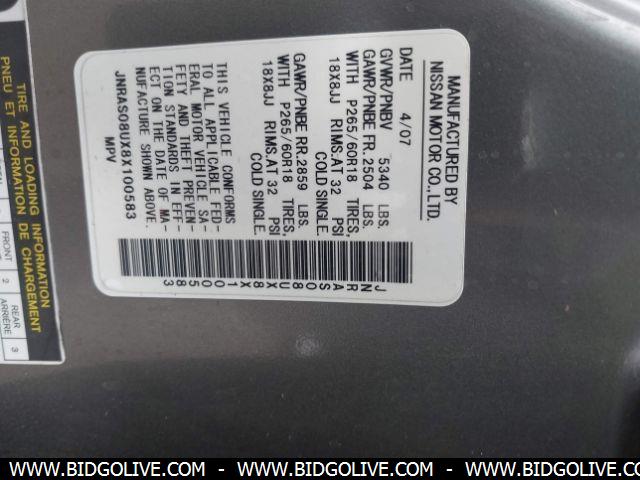 MANUFACTURED BY
NISSAN MOTOR CO.,LTD.
DATE 4/07
GVWR/PNBV 5340 LBS.
GAWR/PNBE FR.2504 LBS.
WITH P265/60R18 TIRES,
18X8JJ RIMS.AT 32 PSI
COLD SINGLE.
GAWR/PNBE RR.2859 LBS.
WITH P265/60R18 TIRES,
18X8JJ RIMS.AT 32 PSI
COLD SINGLE.
THIS VEHICLE CONFORMS
TO ALL APPLICABLE FED-
ERAL MOTOR VEHICLE SA-
FETY AND THEFT PREVEN-
TION STANDARDS IN EFF-
ECT ON THE DATE OF MA-
NUFACTURE SHOWN ABOVE.
JNRAS08UX8X100583
MPV
JNRAS08UX8X100583
TIRE AND LOADING INFORMATION
PNEU ET INFORMATION DE CHARGEMENT
FRONT 2
REAR
ARRIÈRE 3
WWW.BIDGOLIVE.COM - WWW.BIDGOLIVE.COM - WWW.BIDGOLIVE.COM